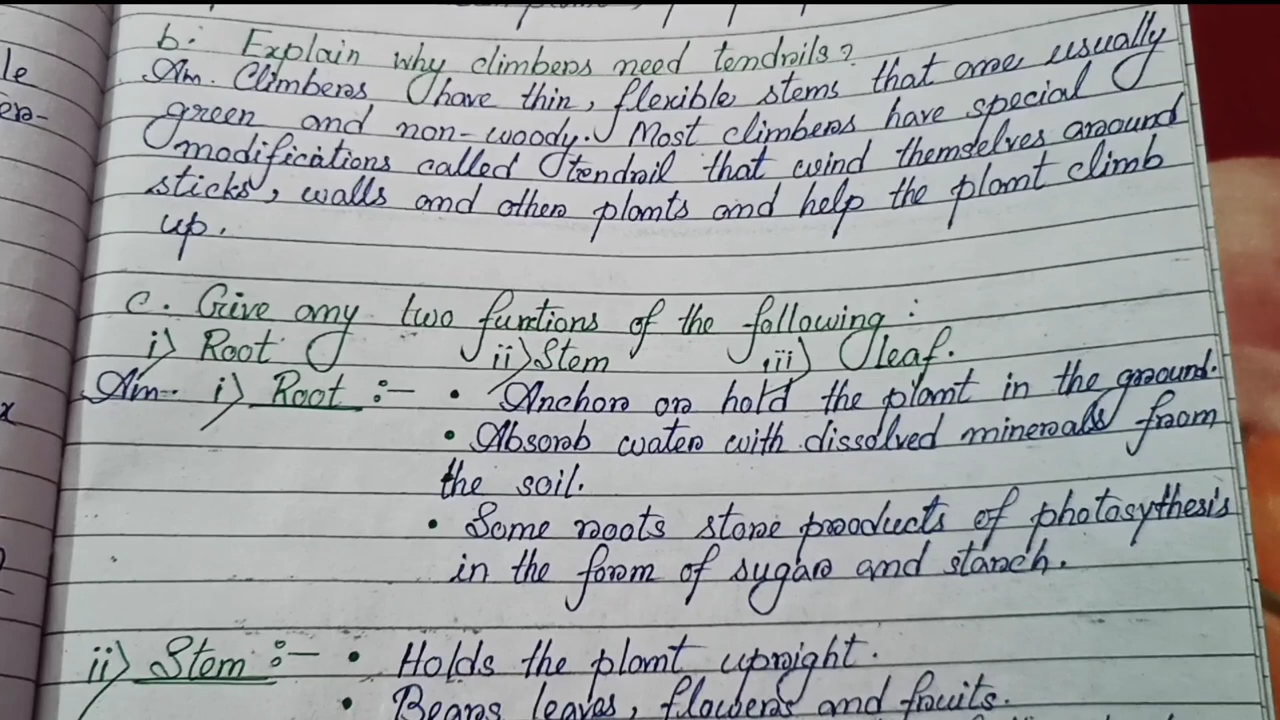 le
era-
x
b: Explain why climbers need tendrils?
Am. Climbers have thin, flexible stems that are usually
green and non-woody. Most climbers have special
modifications called tendril that wind themselves around
sticks, walls and other plants and help the plant climb
up.
c. Give any two funtions of the following:
i) Root ii) Stem iii) leaf.
Am. i) Root :- • Anchor or hold the plant in the ground.
• Absorb water with dissolved minerals from
the soil.
• Some roots store products of photosythesis
in the form of sugar and starch.
ii) Stem :- • Holds the plant upright.
• Bears leaves, flowers and fruits.